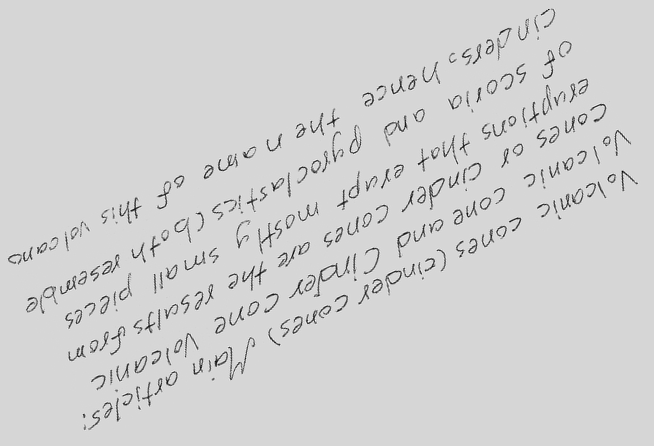 Volcanic cones (cinder cones) Main articles:
Volcanic cone and Cinder cone Volcanic
cones or cinder cones are the results from
eruptions that erupt mostly small pieces
of scoria and pyroclastics (both resemble
cinders, hence the name of this volcano